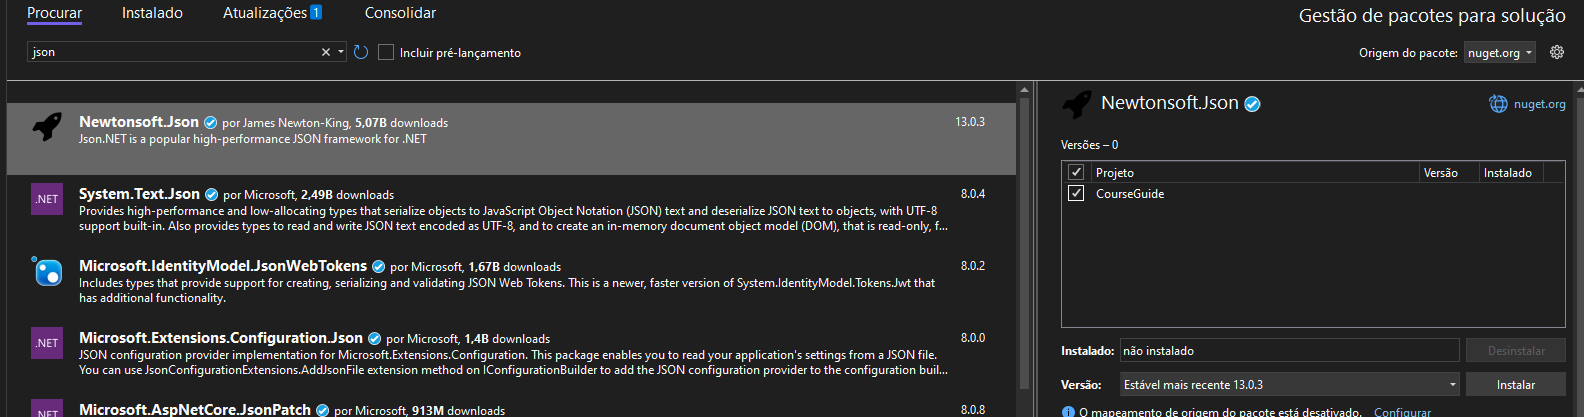 Procurar Instalado Atualizações 1 Consolidar
Gestão de pacotes para solução
json Incluir pré-lançamento
Origem do pacote: nuget.org
Newtonsoft.Json por James Newton-King, 5,07B downloads 13.0.3
Json.NET is a popular high-performance JSON framework for .NET
.NET System.Text.Json por Microsoft, 2,49B downloads 8.0.4
Provides high-performance and low-allocating types that serialize objects to JavaScript Object Notation (JSON) text and deserialize JSON text to objects, with UTF-8
support built-in. Also provides types to read and write JSON text encoded as UTF-8, and to create an in-memory document object model (DOM), that is read-only, f...
Microsoft.IdentityModel.JsonWebTokens por Microsoft, 1,67B downloads 8.0.2
Includes types that provide support for creating, serializing and validating JSON Web Tokens. This is a newer, faster version of System.IdentityModel.Tokens.Jwt that
has additional functionality.
.NET Microsoft.Extensions.Configuration.Json por Microsoft, 1,4B downloads 8.0.0
JSON configuration provider implementation for Microsoft.Extensions.Configuration. This package enables you to read your application's settings from a JSON file.
You can use JsonConfigurationExtensions.AddJsonFile extension method on IConfigurationBuilder to add the JSON configuration provider to the configuration buil...
.NET Microsoft.AspNetCore.JsonPatch por Microsoft, 913M downloads 8.0.8
Newtonsoft.Json nuget.org
Versões – 0
Projeto Versão Instalado
CourseGuide
Instalado: não instalado Desinstalar
Versão: Estável mais recente 13.0.3 Instalar
O mapeamento de origem do pacote está desativado. Configurar